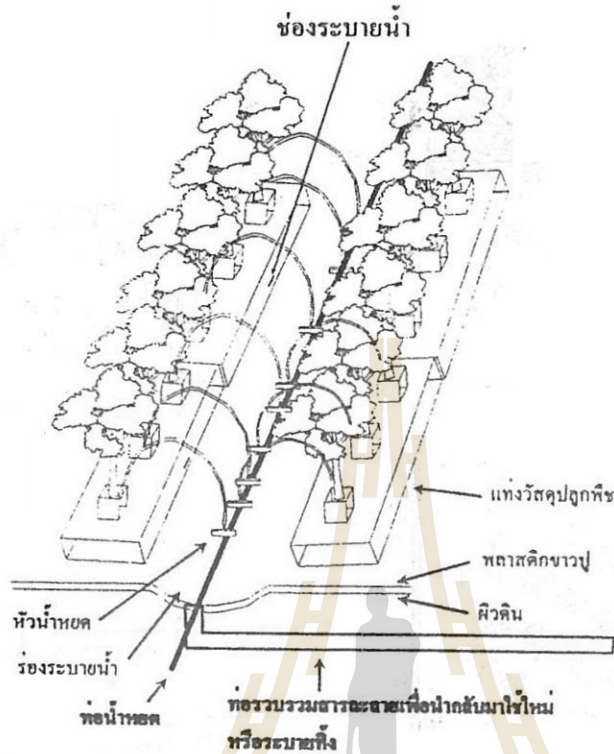 ช่องระบายน้ำ
แท่งวัสดุปลูกพืช
พลาสติกขาวปู
ผิวดิน
หัวน้ำหยด
ร่องระบายน้ำ
ท่อน้ำหยด
ท่อรวบรวมสารละลายเพื่อนำกลับมาใช้ใหม่
หรือระบายทิ้ง